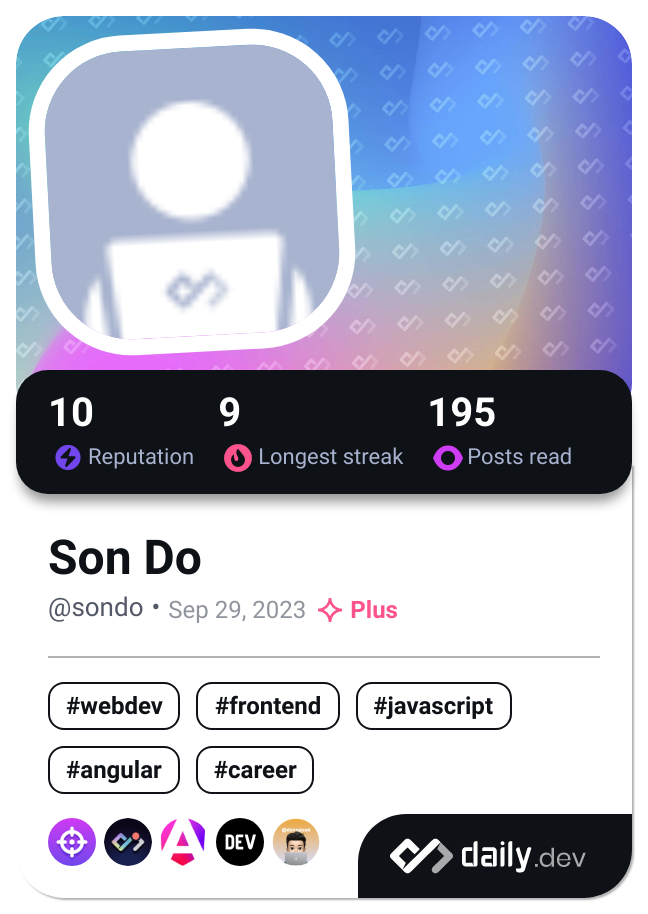 10 9 195
Reputation Longest streak Posts read
Son Do
@sondo • Sep 29, 2023 Plus
#webdev #frontend #javascript
#angular #career
DEV
daily.dev